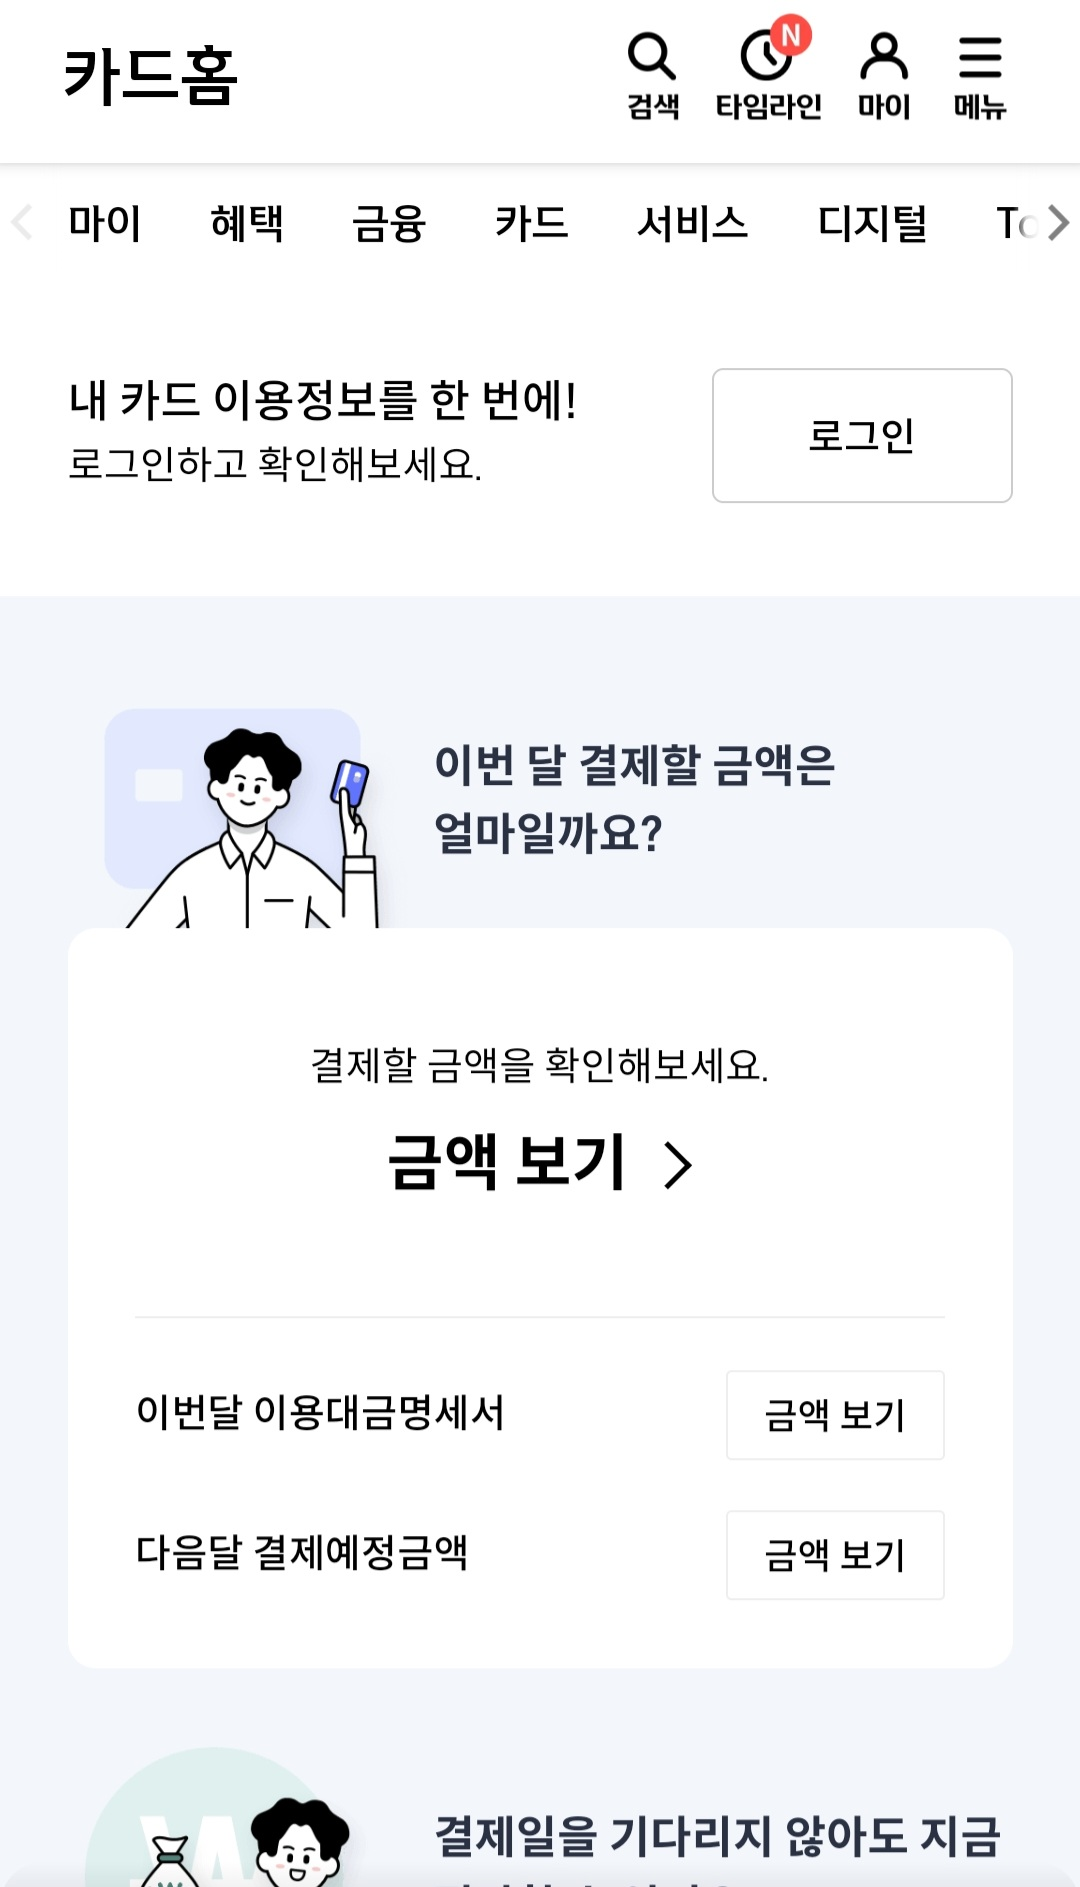 카드홈
N
검색
타임라인
마이
메뉴
마이
혜택
금융
카드
서비스
디지털
내 카드 이용정보를 한 번에!
로그인하고 확인해보세요.
로그인
이번 달 결제할 금액은
얼마일까요?
결제할 금액을 확인해보세요.
금액 보기
이번달 이용대금명세서
금액 보기
다음달 결제예정금액
금액 보기
결제일을 기다리지 않아도 지금